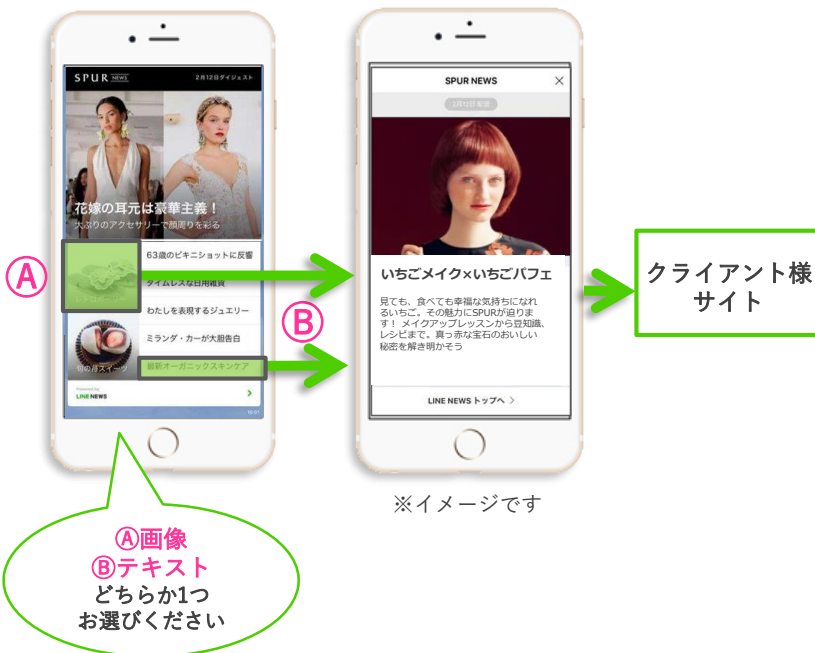 SPUR NEWS
2月12日ダイジェスト
花嫁の耳元は豪華主義！
大ぶりのアクセサリーで顔周りを彩る
63歳のビキニショットに反響
タイムレスな日用雑貨
わたしを表現するジュエリー
ミランダ・カーが大胆告白
旬の苺スイーツ
最新オーガニックスキンケア
Powered by
LINE NEWS
Ⓐ
Ⓑ
SPUR NEWS
2月12日 配信
いちごメイク×いちごパフェ
見ても、食べても幸福な気持ちになれ
るいちご。その魅力にSPURが迫りま
す！ メイクアップレッスンから豆知識、
レシピまで。真っ赤な宝石のおいしい
秘密を解き明かそう
LINE NEWS トップへ
※イメージです
クライアント様
サイト
Ⓐ画像
Ⓑテキスト
どちらか1つ
お選びください